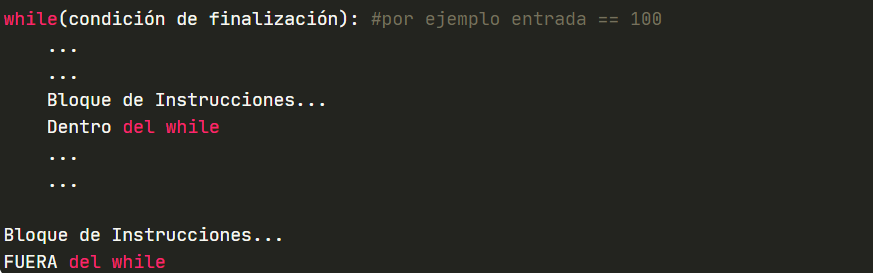 while(condición de finalización): #por ejemplo entrada == 100
...
...
Bloque de Instrucciones...
Dentro del while
...
...
Bloque de Instrucciones...
FUERA del while